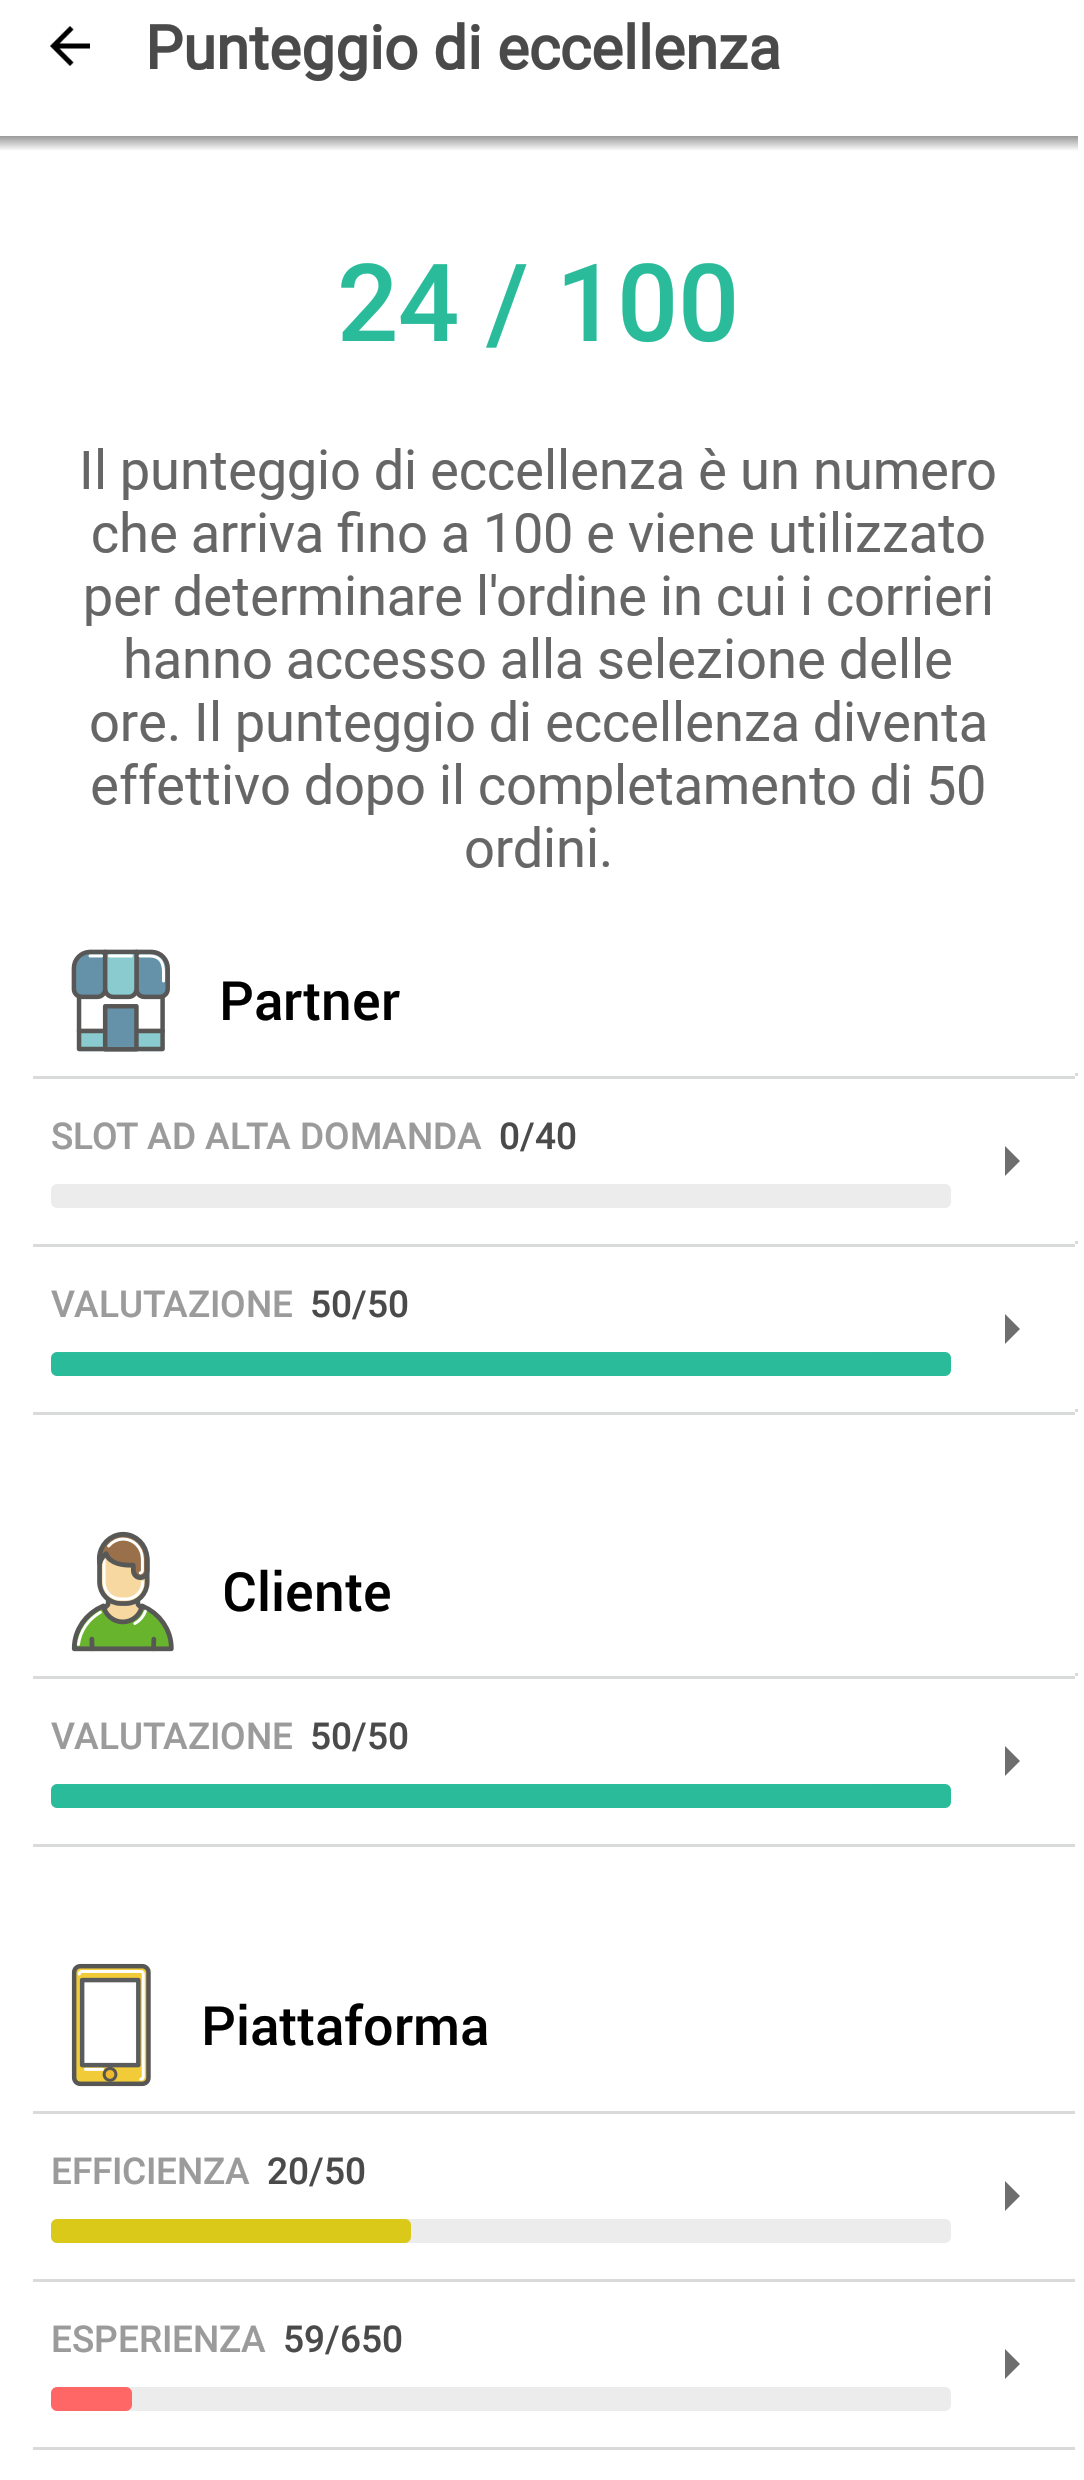 Punteggio di eccellenza
24 / 100
Il punteggio di eccellenza è un numero
che arriva fino a 100 e viene utilizzato
per determinare l'ordine in cui i corrieri
hanno accesso alla selezione delle
ore. Il punteggio di eccellenza diventa
effettivo dopo il completamento di 50
ordini.
Partner
SLOT AD ALTA DOMANDA 0/40
VALUTAZIONE 50/50
Cliente
VALUTAZIONE 50/50
Piattaforma
EFFICIENZA 20/50
ESPERIENZA 59/650